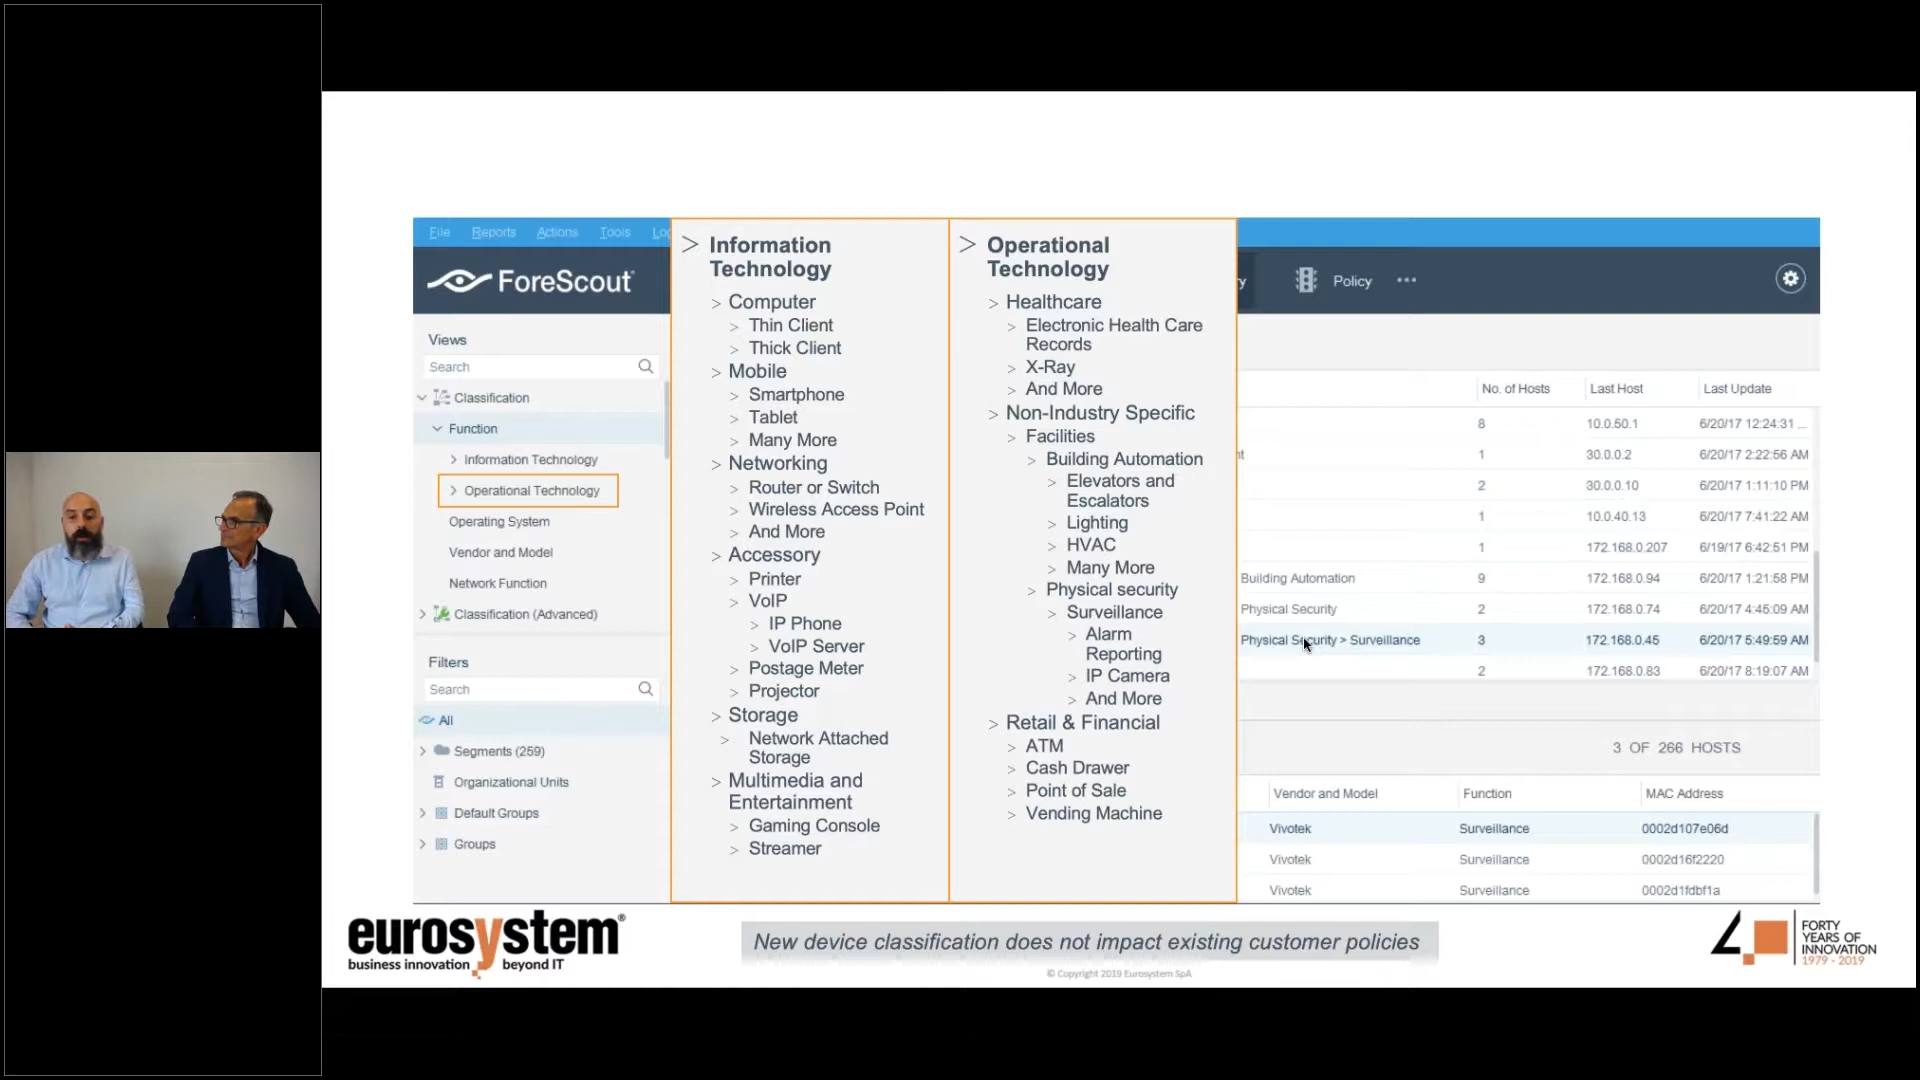 File Reports Actions Tools
ForeScout
Policy
Views
Search
Classification
Function
Information Technology
Operational Technology
Operating System
Vendor and Model
Network Function
Classification (Advanced)
Filters
Search
All
Segments (259)
Organizational Units
Default Groups
Groups
> Information
Technology
> Computer
> Thin Client
> Thick Client
> Mobile
> Smartphone
> Tablet
> Many More
> Networking
> Router or Switch
> Wireless Access Point
> And More
> Accessory
> Printer
> VoIP
> IP Phone
> VoIP Server
> Postage Meter
> Projector
> Storage
> Network Attached
Storage
> Multimedia and
Entertainment
> Gaming Console
> Streamer
> Operational
Technology
> Healthcare
> Electronic Health Care
Records
> X-Ray
> And More
> Non-Industry Specific
> Facilities
> Building Automation
> Elevators and
Escalators
> Lighting
> HVAC
> Many More
> Physical security
> Surveillance
> Alarm
Reporting
> IP Camera
> And More
> Retail & Financial
> ATM
> Cash Drawer
> Point of Sale
> Vending Machine
No. of Hosts Last Host Last Update
8 10.0.50.1 6/20/17 12:24:31 ...
1 30.0.0.2 6/20/17 2:22:56 AM
2 30.0.0.10 6/20/17 1:11:10 PM
1 10.0.40.13 6/20/17 7:41:22 AM
1 172.168.0.207 6/19/17 6:42:51 PM
Building Automation 9 172.168.0.94 6/20/17 1:21:58 PM
Physical Security 2 172.168.0.74 6/20/17 4:45:09 AM
Physical Security > Surveillance 3 172.168.0.45 6/20/17 5:49:59 AM
2 172.168.0.83 6/20/17 8:19:07 AM
3 OF 266 HOSTS
Vendor and Model Function MAC Address
Vivotek Surveillance 0002d107e06d
Vivotek Surveillance 0002d16f2220
Vivotek Surveillance 0002d1fdbf1a
eurosystem®
business innovation beyond IT
New device classification does not impact existing customer policies
© Copyright 2019 Eurosystem SpA
FORTY
YEARS OF
INNOVATION
1979 - 2019